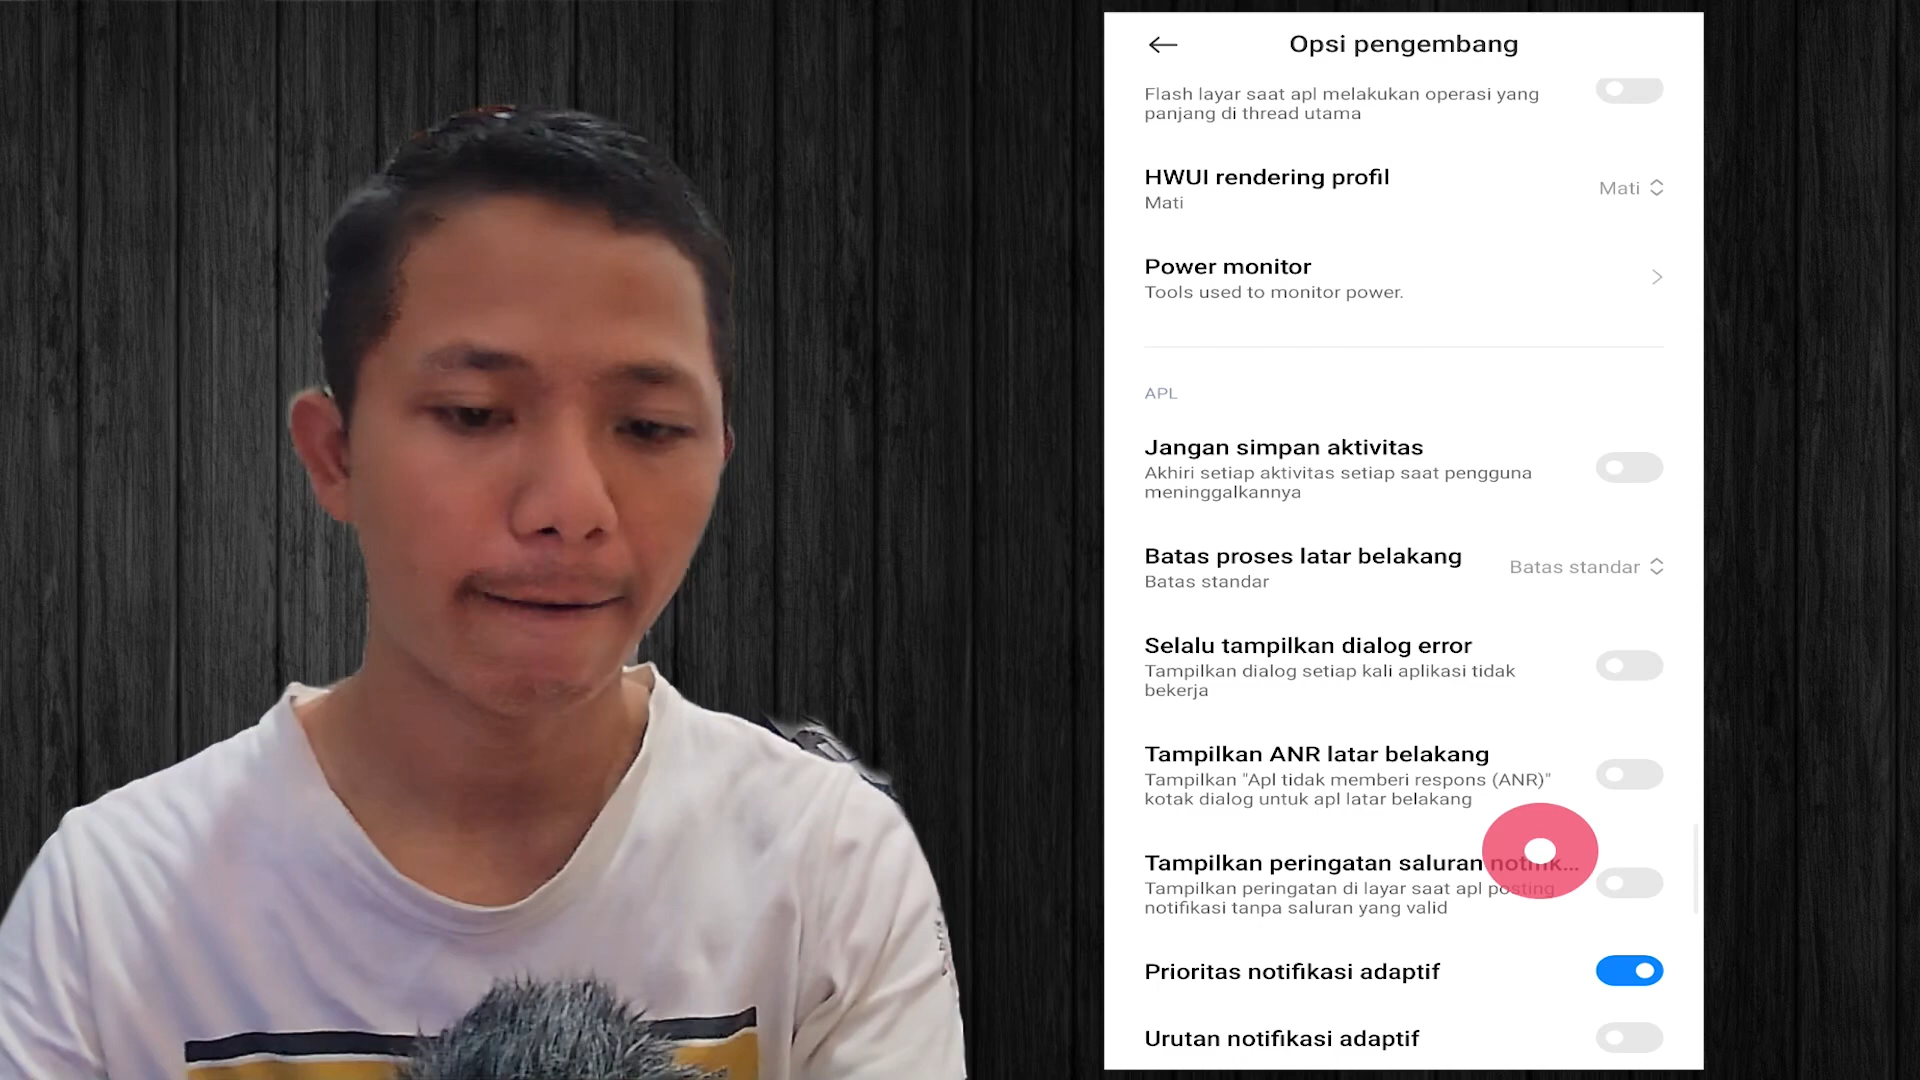 Opsi pengembang
Flash layar saat apl melakukan operasi yang
panjang di thread utama
HWUI rendering profil
Mati
Mati
Power monitor
Tools used to monitor power.
APL
Jangan simpan aktivitas
Akhiri setiap aktivitas setiap saat pengguna
meninggalkannya
Batas proses latar belakang
Batas standar
Batas standar
Selalu tampilkan dialog error
Tampilkan dialog setiap kali aplikasi tidak
bekerja
Tampilkan ANR latar belakang
Tampilkan "Apl tidak memberi respons (ANR)"
kotak dialog untuk apl latar belakang
Tampilkan peringatan saluran notifik...
Tampilkan peringatan di layar saat apl posting
notifikasi tanpa saluran yang valid
Prioritas notifikasi adaptif
Urutan notifikasi adaptif